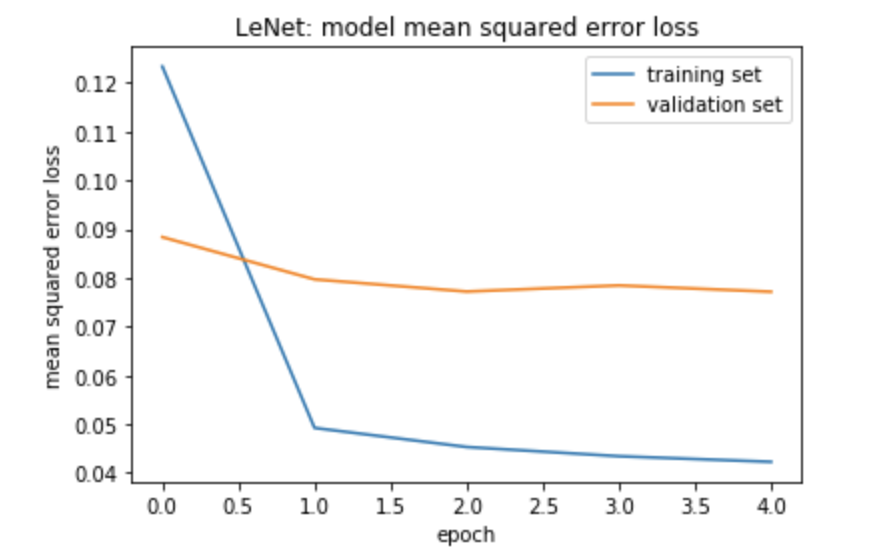 LeNet: model mean squared error loss
training set
validation set
mean squared error loss
0.12
0.11
0.10
0.09
0.08
0.07
0.06
0.05
0.04
0.0 0.5 1.0 1.5 2.0 2.5 3.0 3.5 4.0
epoch